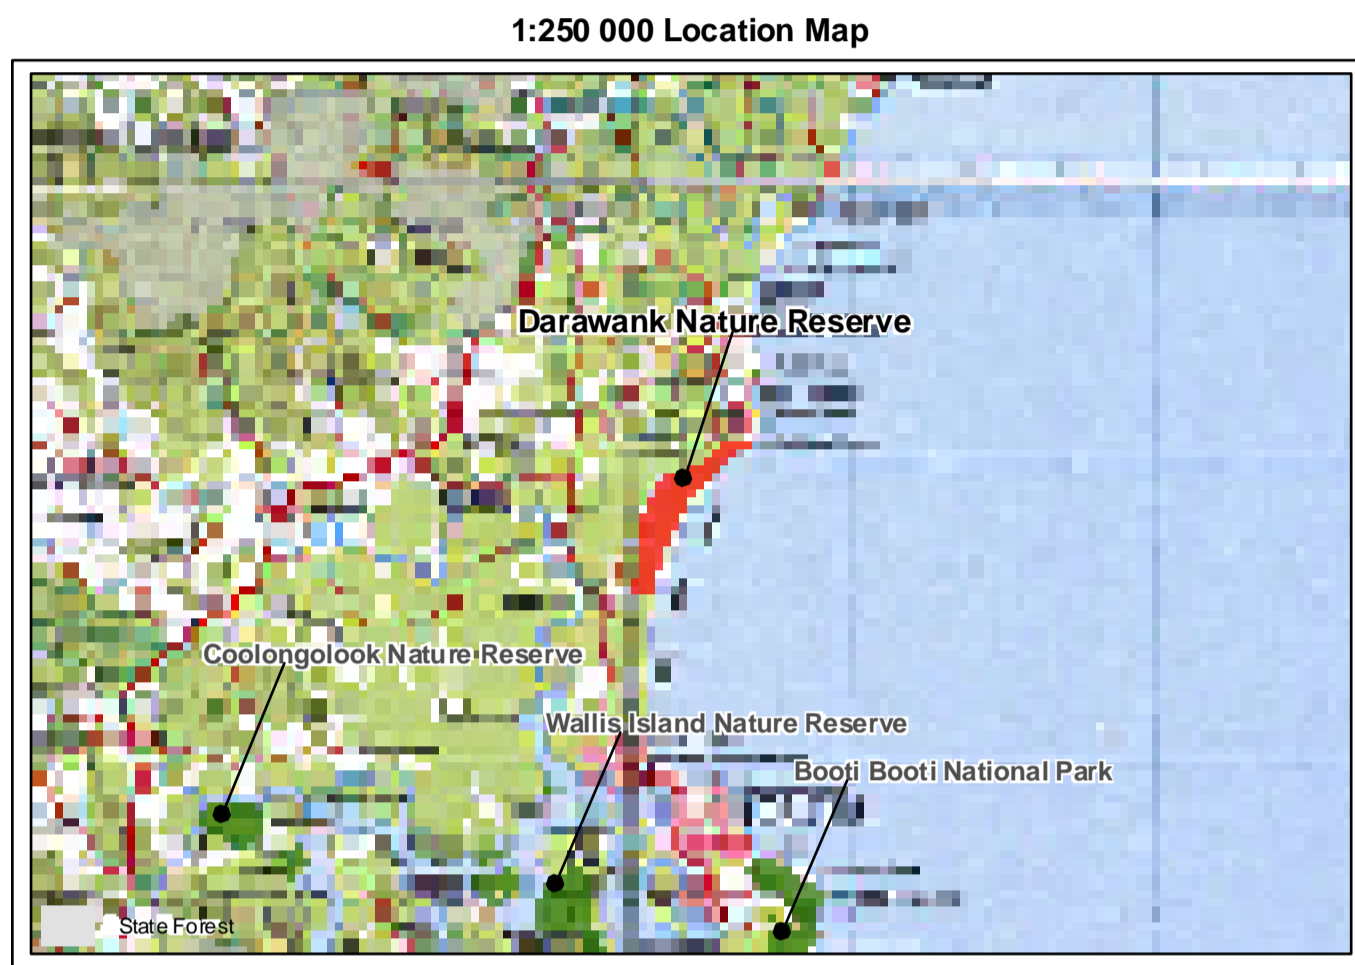 1:250 000 Location Map
Darawank Nature Reserve
Coolongolook Nature Reserve
Wallis Island Nature Reserve
Booti Booti National Park
State Forest